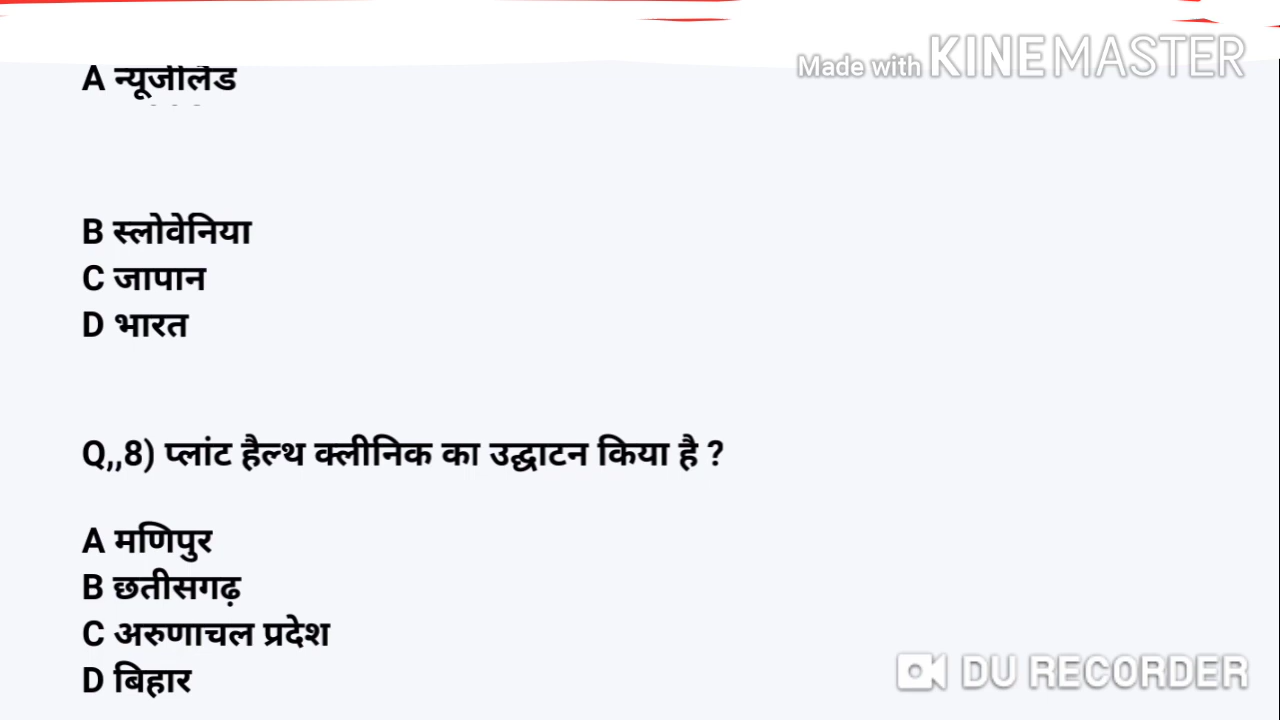 Made with KINEMASTER
A न्यूजीलैंड
B स्लोवेनिया
C जापान
D भारत
Q,,8) प्लांट हैल्थ क्लीनिक का उद्घाटन किया है ?
A मणिपुर
B छतीसगढ़
C अरुणाचल प्रदेश
D बिहार
DU RECORDER